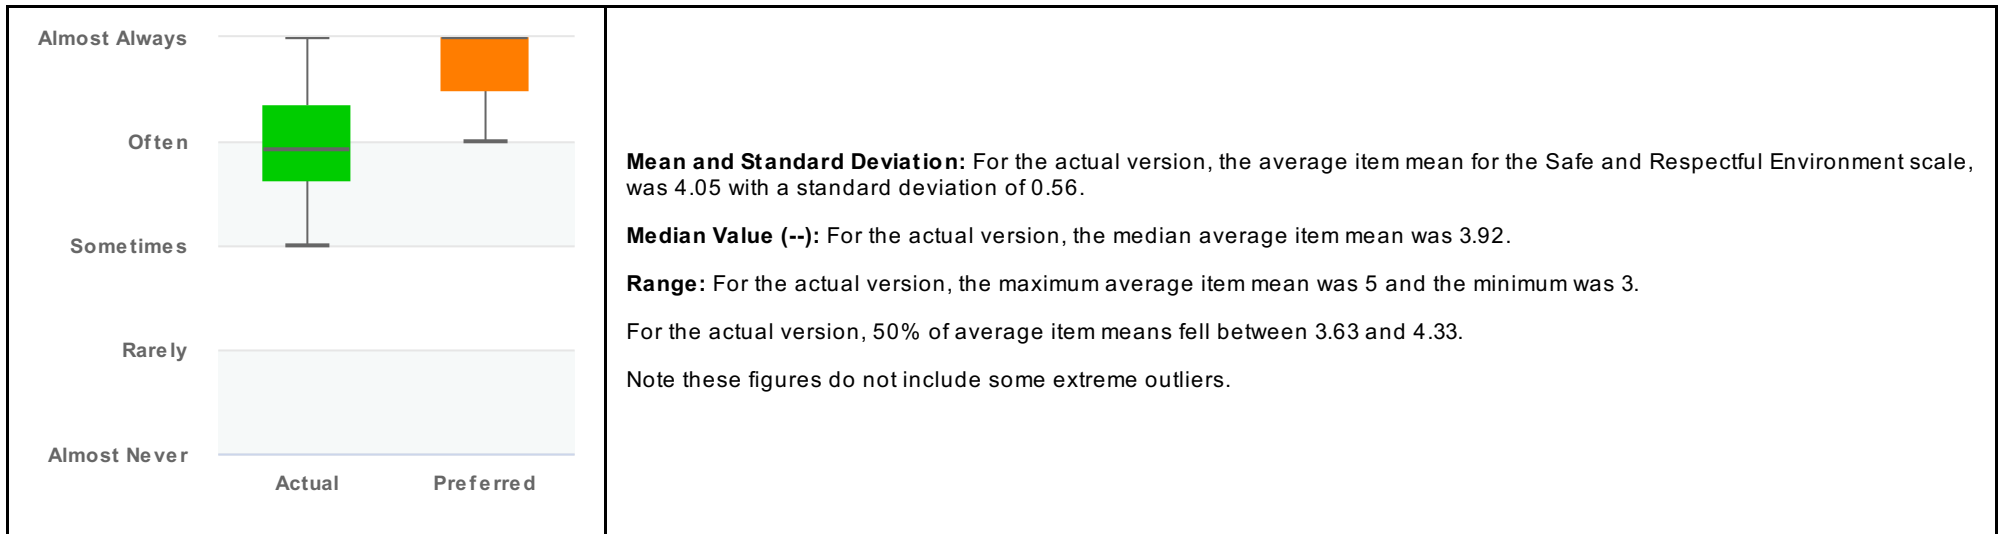 Almost Always
Often
Sometimes
Rarely
Almost Never
Actual Preferred
Mean and Standard Deviation: For the actual version, the average item mean for the Safe and Respectful Environment scale,
was 4.05 with a standard deviation of 0.56.
Median Value (--): For the actual version, the median average item mean was 3.92.
Range: For the actual version, the maximum average item mean was 5 and the minimum was 3.
For the actual version, 50% of average item means fell between 3.63 and 4.33.
Note these figures do not include some extreme outliers.